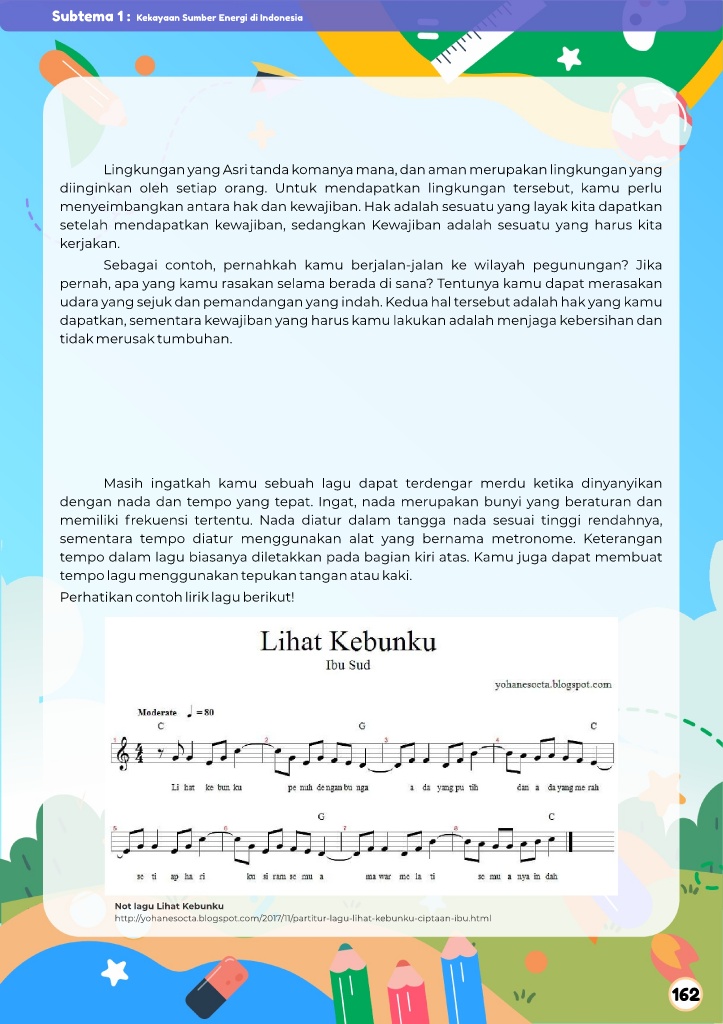 Subtema 1 : Kekayaan Sumber Energi di Indonesia
Lingkungan yang Asri tanda komanya mana, dan aman merupakan lingkungan yang
diinginkan oleh setiap orang. Untuk mendapatkan lingkungan tersebut, kamu perlu
menyeimbangkan antara hak dan kewajiban. Hak adalah sesuatu yang layak kita dapatkan
setelah mendapatkan kewajiban, sedangkan Kewajiban adalah sesuatu yang harus kita
kerjakan.
Sebagai contoh, pernahkah kamu berjalan-jalan ke wilayah pegunungan? Jika
pernah, apa yang kamu rasakan selama berada di sana? Tentunya kamu dapat merasakan
udara yang sejuk dan pemandangan yang indah. Kedua hal tersebut adalah hak yang kamu
dapatkan, sementara kewajiban yang harus kamu lakukan adalah menjaga kebersihan dan
tidak merusak tumbuhan.
Masih ingatkah kamu sebuah lagu dapat terdengar merdu ketika dinyanyikan
dengan nada dan tempo yang tepat. Ingat, nada merupakan bunyi yang beraturan dan
memiliki frekuensi tertentu. Nada diatur dalam tangga nada sesuai tinggi rendahnya,
sementara tempo diatur menggunakan alat yang bernama metronome. Keterangan
tempo dalam lagu biasanya diletakkan pada bagian kiri atas. Kamu juga dapat membuat
tempo lagu menggunakan tepukan tangan atau kaki.
Perhatikan contoh lirik lagu berikut!
Lihat Kebunku
Ibu Sud
yohanesocta.blogspot.com
Moderate ♩ = 80
C G C
1 2 3 4
Li hat ke bun ku pe nuh de ngan bu nga a da yang pu tih dan a da yang me rah
G C
5 6 7 8
se ti ap ha ri ku si ram se mu a ma war me la ti se mu a nya in dah
Not lagu Lihat Kebunku
http://yohanesocta.blogspot.com/2017/11/partitur-lagu-lihat-kebunku-ciptaan-ibu.html
162